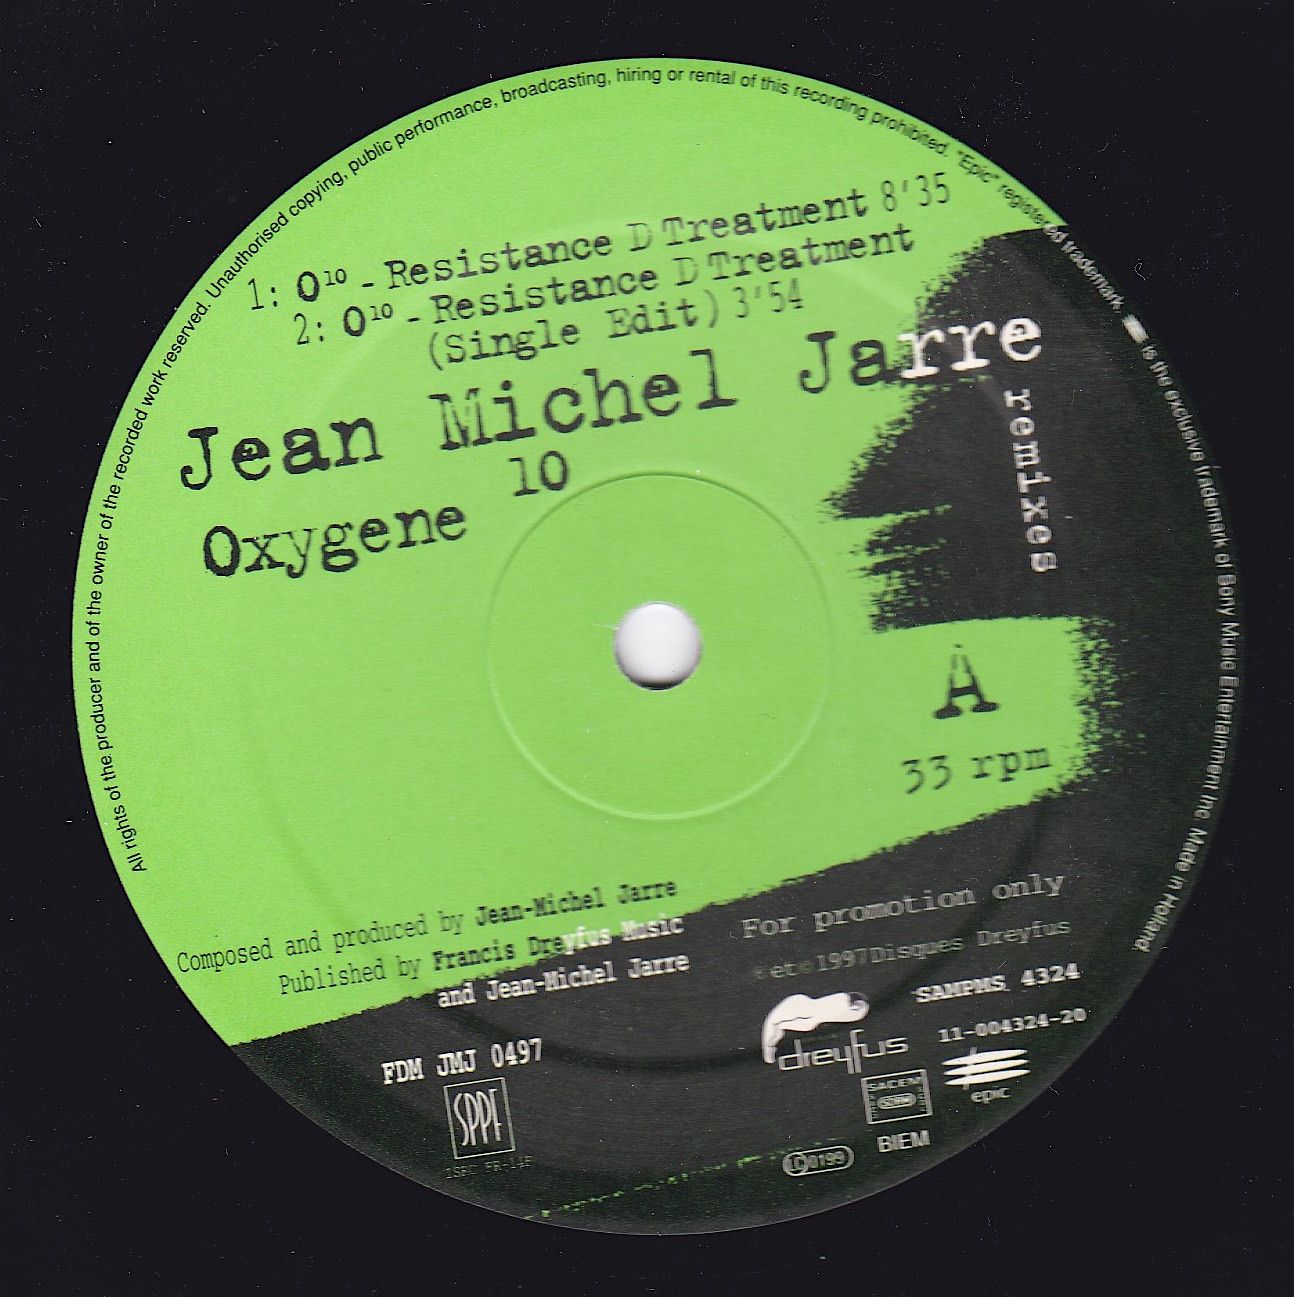 All rights of the producer and of the owner of the recorded work reserved. Unauthorised copying, public performance, broadcasting, hiring or rental of this recording prohibited. "Epic" registered trademark. is the exclusive trademark of Sony Music Entertainment Inc. Made in Holland.
1: O¹⁰ - Resistance D Treatment 8'35
2: O¹⁰ - Resistance D Treatment
(Single Edit) 3'54
Jean Michel Jarre
remixes
Oxygene 10
A
33 rpm
Composed and produced by Jean-Michel Jarre
Published by Francis Dreyfus Music
and Jean-Michel Jarre
For promotion only
℗ et © 1997 Disques Dreyfus
SAMPMS 4324
11-004324-20
FDM JMJ 0497
SPPF
dreyfus
epic
SACEM
SDRM
BIEM
LC 0199